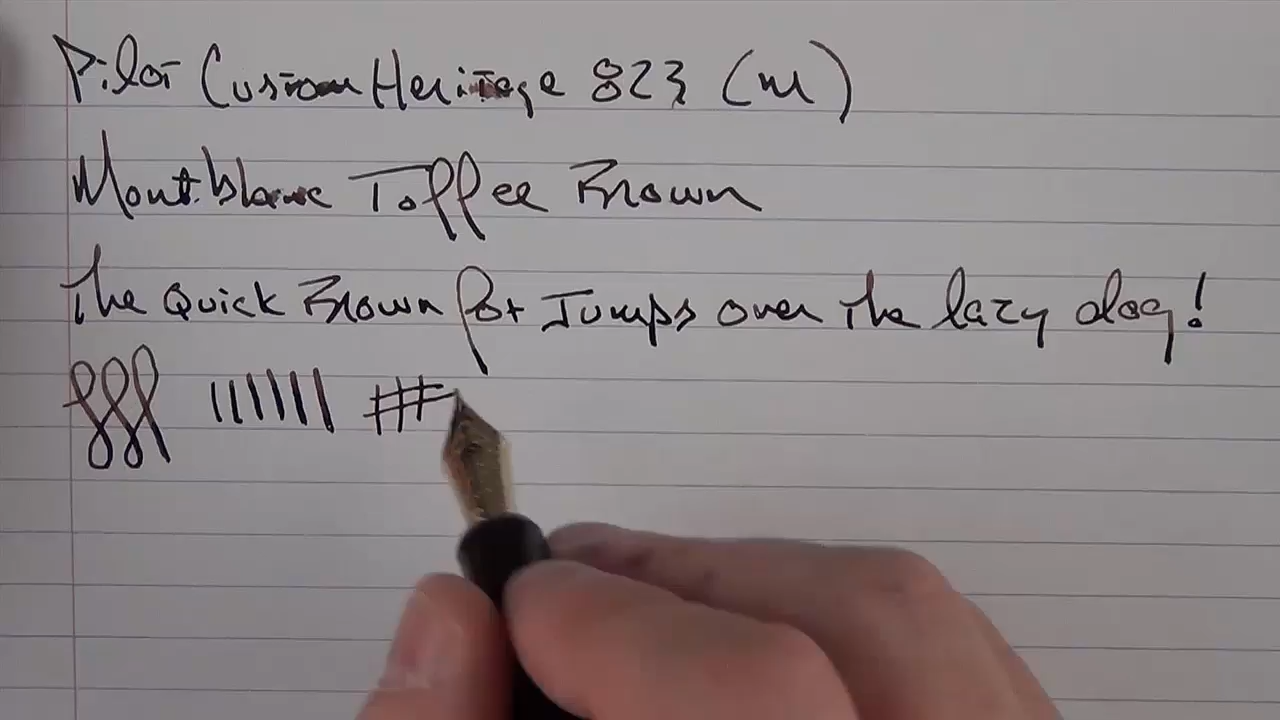 Pilot Custom Heritage 823 (m)
Montblanc Toffee Brown
The Quick Brown fox Jumps over The lazy dog!